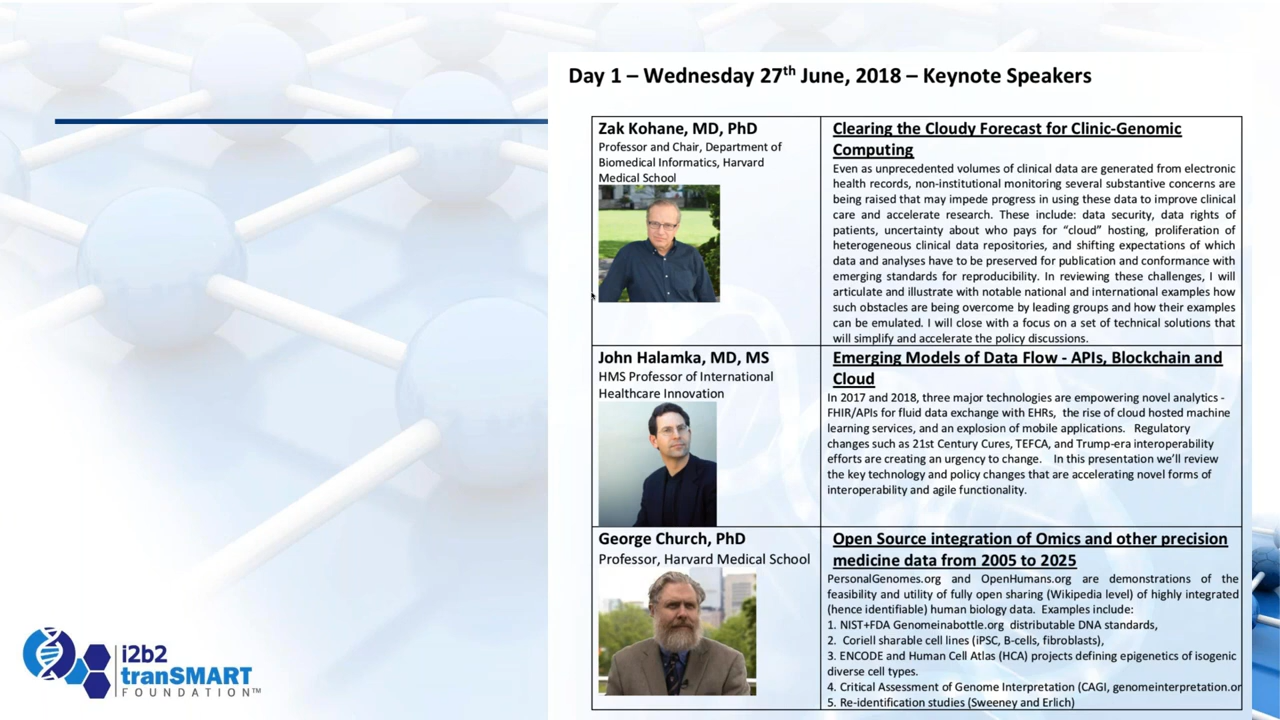 Day 1 – Wednesday 27th June, 2018 – Keynote Speakers
Zak Kohane, MD, PhD
Professor and Chair, Department of
Biomedical Informatics, Harvard
Medical School
Clearing the Cloudy Forecast for Clinic-Genomic
Computing
Even as unprecedented volumes of clinical data are generated from electronic
health records, non-institutional monitoring several substantive concerns are
being raised that may impede progress in using these data to improve clinical
care and accelerate research. These include: data security, data rights of
patients, uncertainty about who pays for “cloud” hosting, proliferation of
heterogeneous clinical data repositories, and shifting expectations of which
data and analyses have to be preserved for publication and conformance with
emerging standards for reproducibility. In reviewing these challenges, I will
articulate and illustrate with notable national and international examples how
such obstacles are being overcome by leading groups and how their examples
can be emulated. I will close with a focus on a set of technical solutions that
will simplify and accelerate the policy discussions.
John Halamka, MD, MS
HMS Professor of International
Healthcare Innovation
Emerging Models of Data Flow - APIs, Blockchain and
Cloud
In 2017 and 2018, three major technologies are empowering novel analytics -
FHIR/APIs for fluid data exchange with EHRs, the rise of cloud hosted machine
learning services, and an explosion of mobile applications. Regulatory
changes such as 21st Century Cures, TEFCA, and Trump-era interoperability
efforts are creating an urgency to change. In this presentation we’ll review
the key technology and policy changes that are accelerating novel forms of
interoperability and agile functionality.
George Church, PhD
Professor, Harvard Medical School
Open Source integration of Omics and other precision
medicine data from 2005 to 2025
PersonalGenomes.org and OpenHumans.org are demonstrations of the
feasibility and utility of fully open sharing (Wikipedia level) of highly integrated
(hence identifiable) human biology data. Examples include:
1. NIST+FDA Genomeinabottle.org distributable DNA standards,
2. Coriell sharable cell lines (iPSC, B-cells, fibroblasts),
3. ENCODE and Human Cell Atlas (HCA) projects defining epigenetics of isogenic
diverse cell types.
4. Critical Assessment of Genome Interpretation (CAGI, genomeinterpretation.or
5. Re-identification studies (Sweeney and Erlich)
i2b2
tranSMART
FOUNDATION™